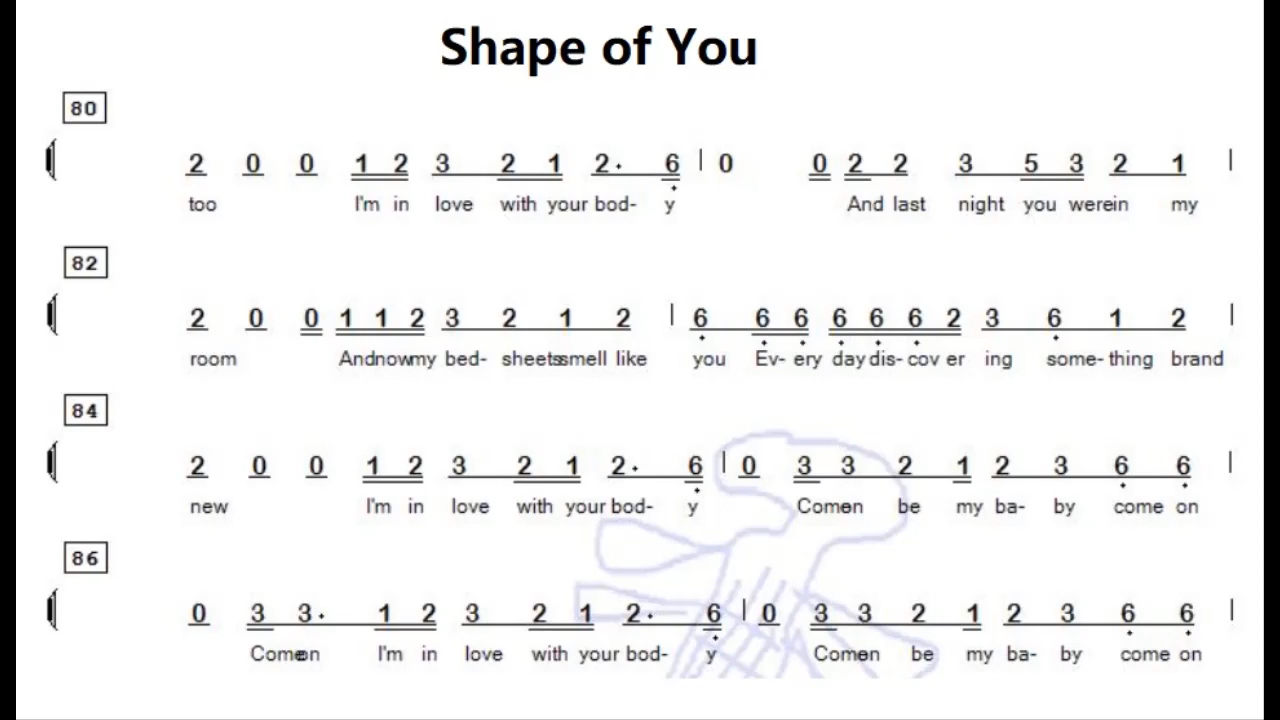 Shape of You
80
2 0 0 1 2 3 2 1 2· 6̣ | 0 0 2 2 3 5 3 2 1 |
too I'm in love with your bod- y And last night you werein my
82
2 0 0 1 1 2 3 2 1 2 | 6̣ 6̣ 6̣ 6̣ 6̣ 6̣ 2 3 6̣ 1 2 |
room Andnowmy bed- sheetssmell like you Ev- ery day dis- cov er ing some- thing brand
84
2 0 0 1 2 3 2 1 2· 6̣ | 0 3 3 2 1 2 3 6̣ 6̣ |
new I'm in love with your bod- y Comeon be my ba- by come on
86
0 3 3· 1 2 3 2 1 2· 6̣ | 0 3 3 2 1 2 3 6̣ 6̣ |
Comeon I'm in love with your bod- y Comeon be my ba- by come on